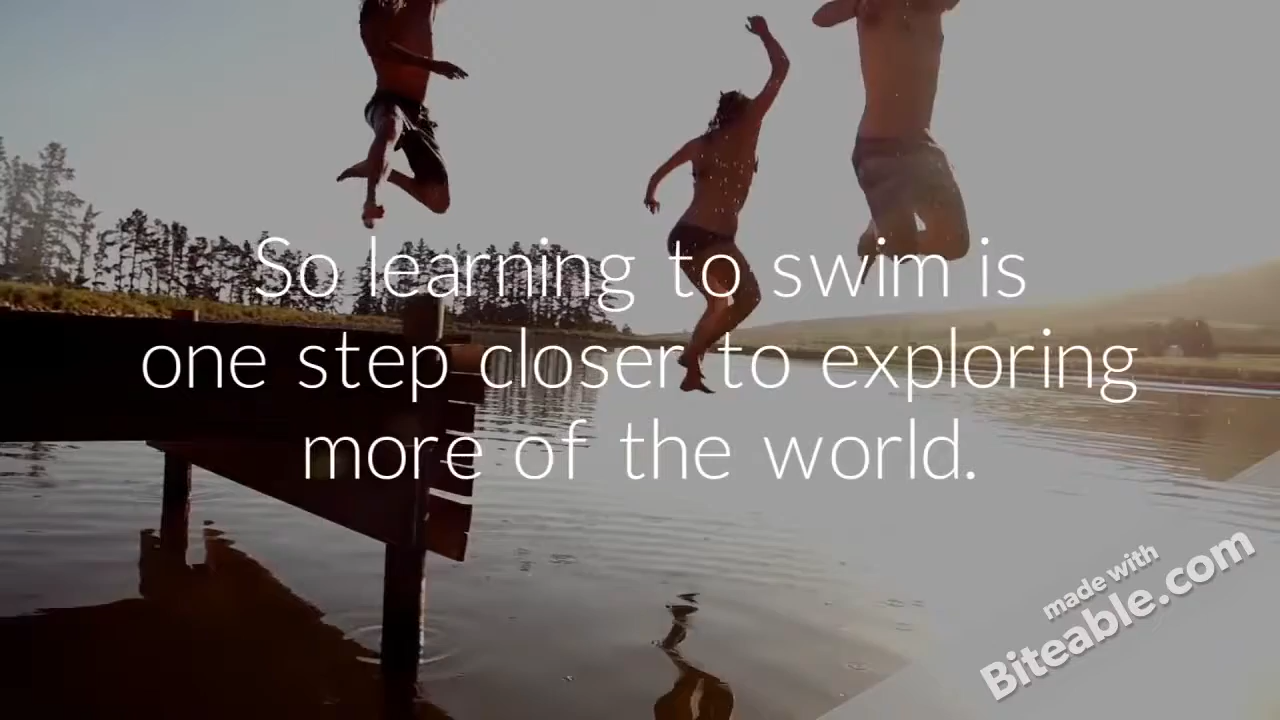 So learning to swim is
one step closer to exploring
more of the world.
made with
Biteable.com